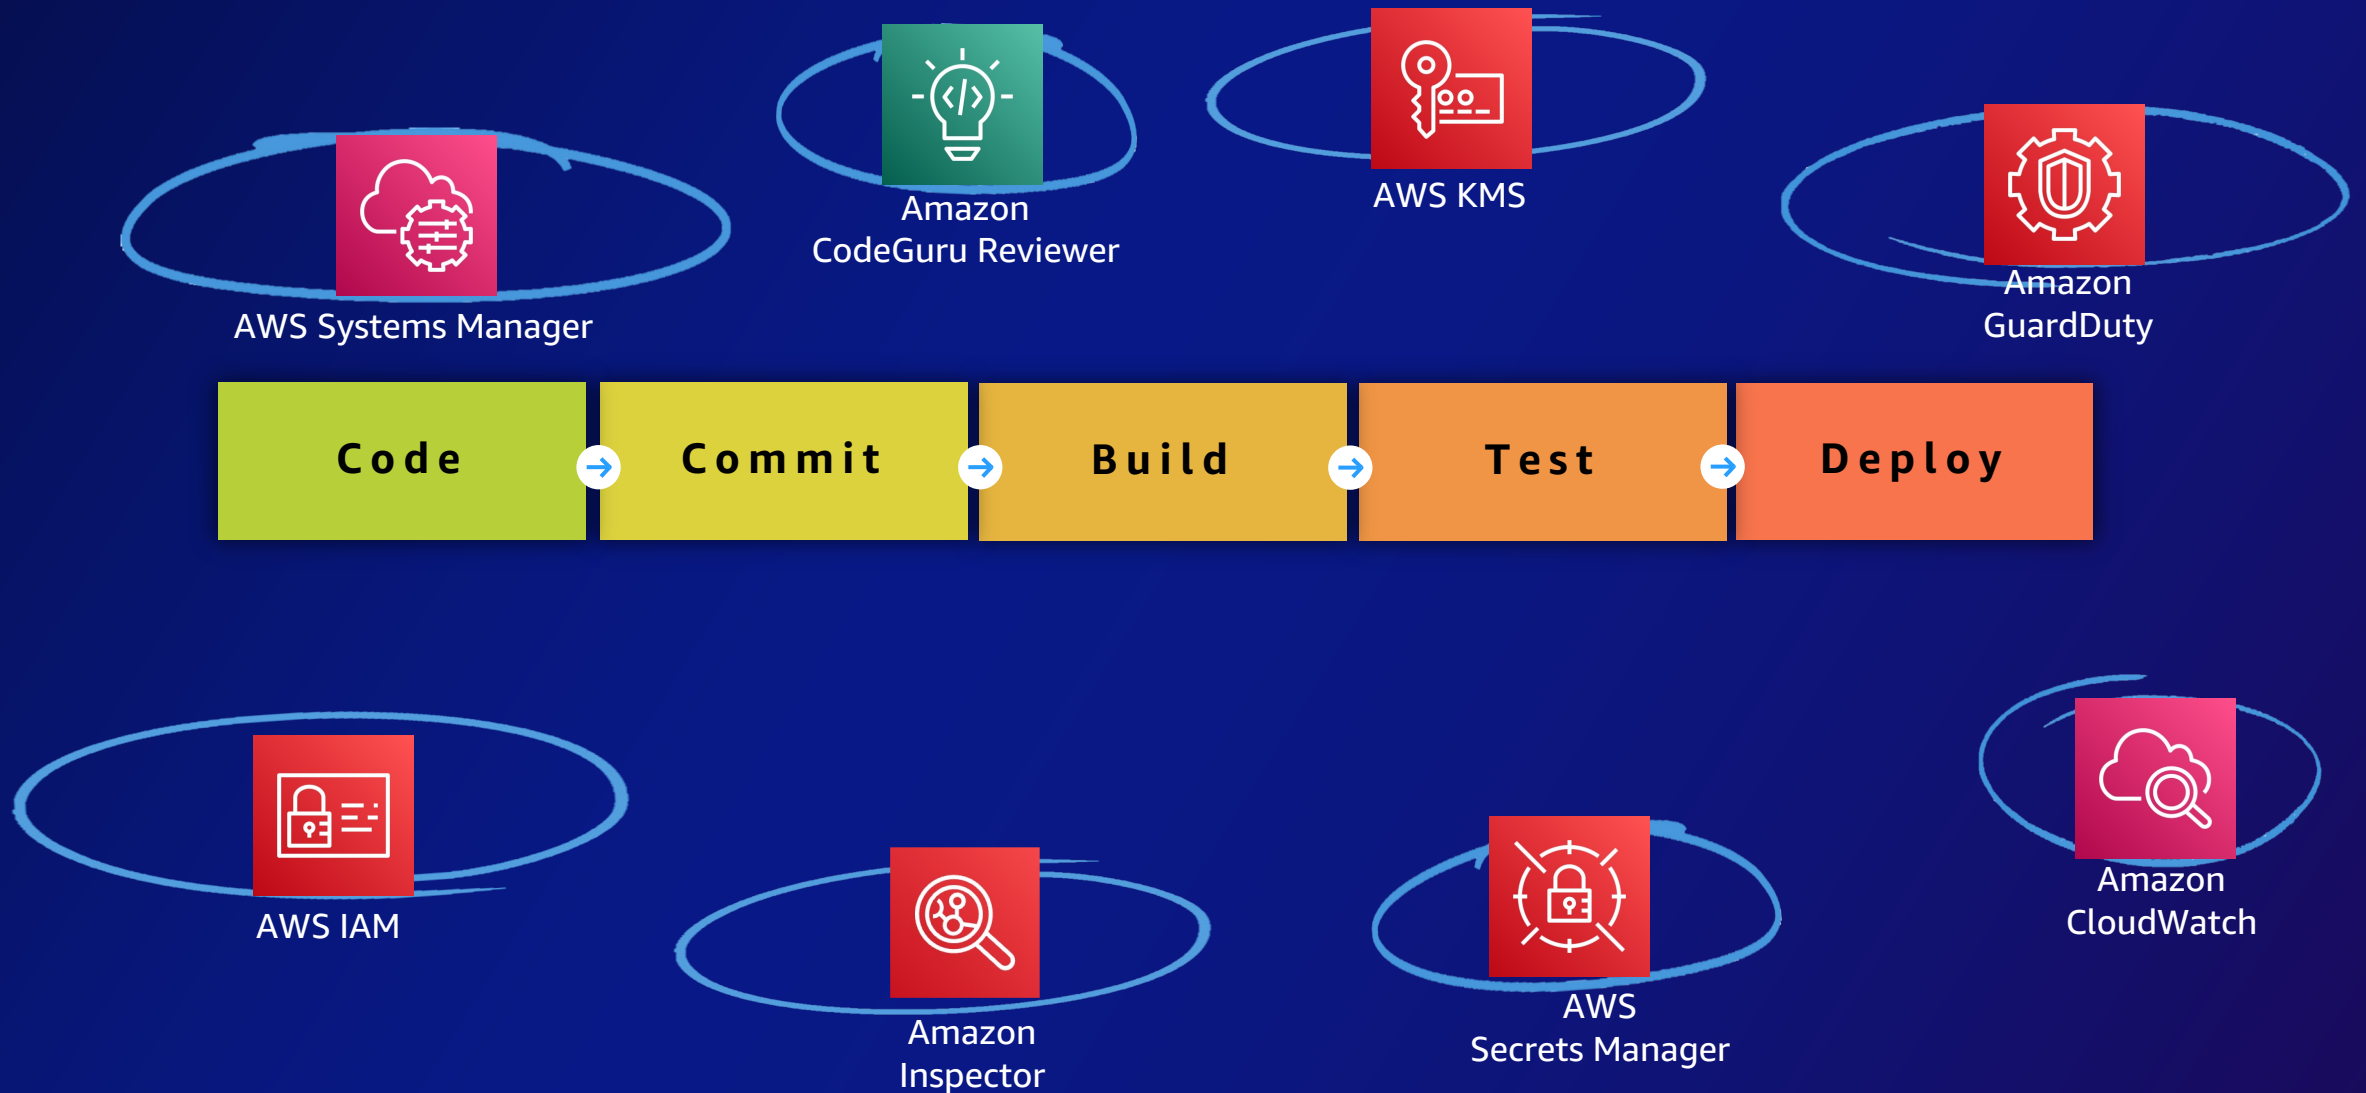 AWS Systems Manager
Amazon
CodeGuru Reviewer
AWS KMS
Amazon
GuardDuty
Code
Commit
Build
Test
Deploy
AWS IAM
Amazon
Inspector
AWS
Secrets Manager
Amazon
CloudWatch